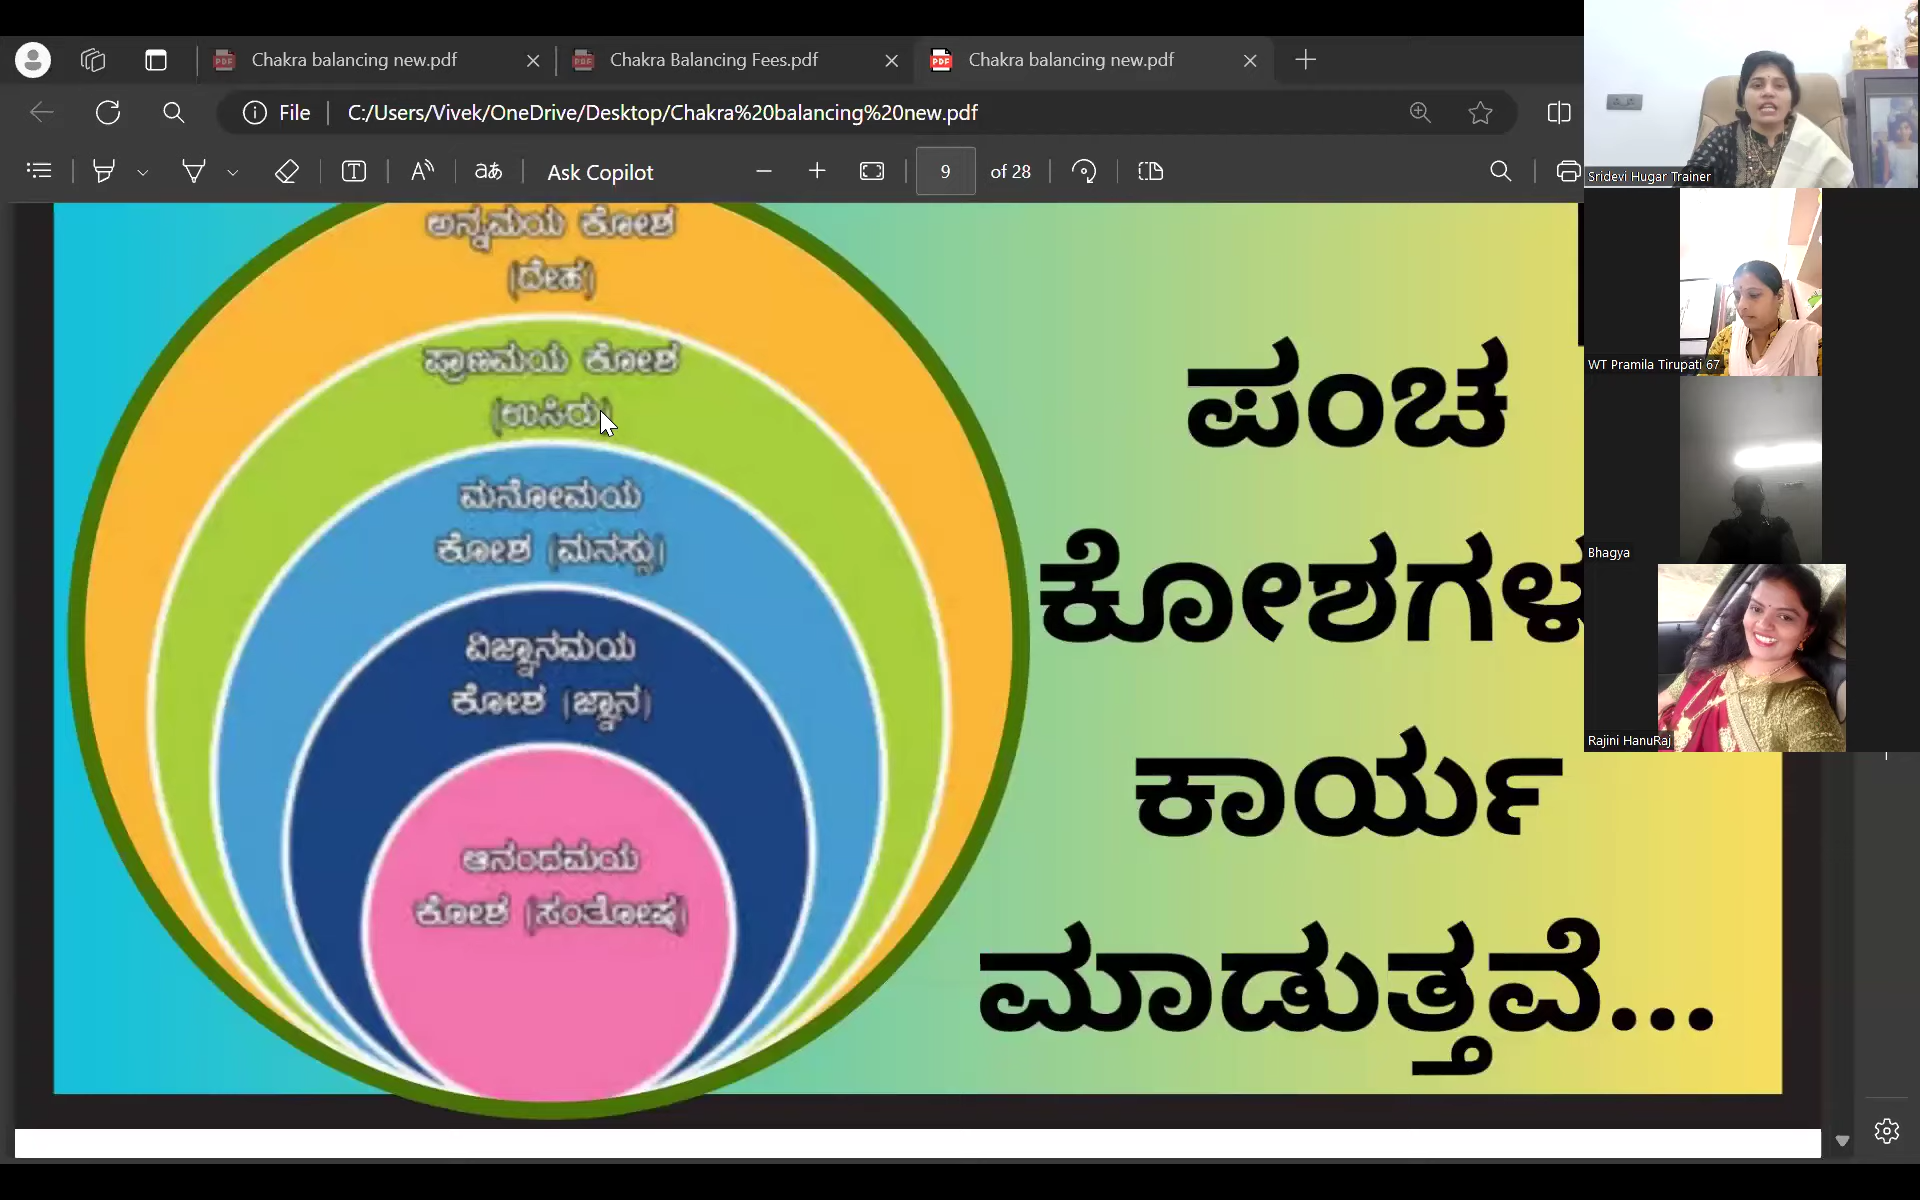 Chakra balancing new.pdf
Chakra Balancing Fees.pdf
Chakra balancing new.pdf
File
C:/Users/Vivek/OneDrive/Desktop/Chakra%20balancing%20new.pdf
Ask Copilot
9 of 28
ಅನ್ನಮಯ ಕೋಶ
(ದೇಹ)
ಪ್ರಾಣಮಯ ಕೋಶ
(ಉಸಿರು)
ಮನೋಮಯ
ಕೋಶ (ಮನಸ್ಸು)
ವಿಜ್ಞಾನಮಯ
ಕೋಶ (ಜ್ಞಾನ)
ಆನಂದಮಯ
ಕೋಶ (ಸಂತೋಷ)
ಪಂಚ
ಕೋಶಗಳ
ಕಾರ್ಯ
ಮಾಡುತ್ತವೆ...
Sridevi Hugar Trainer
WT Pramila Tirupati 67
Bhagya
Rajini HanuRaj